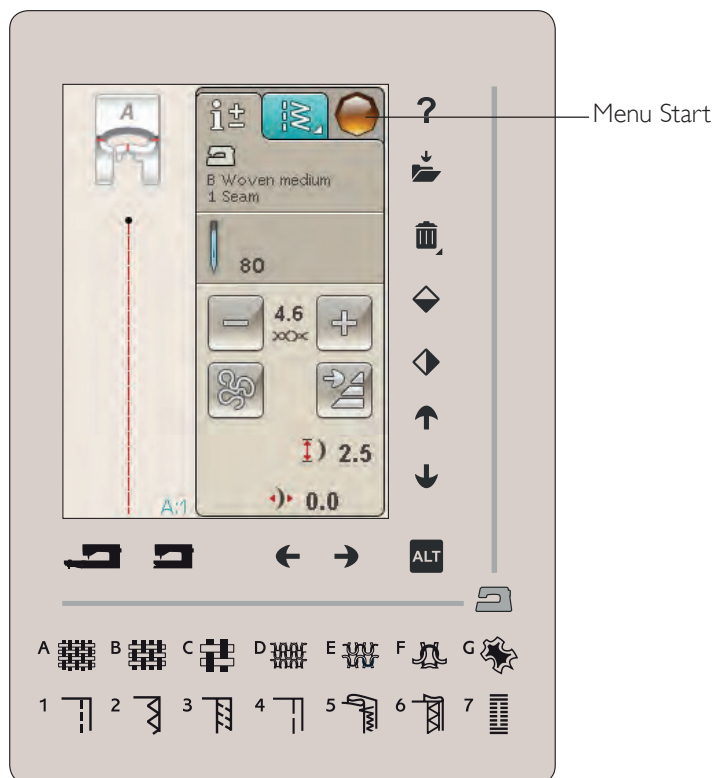 Menu Start
A
i±
?
B Woven medium
1 Seam
80
4.6
2.5
A:1
0.0
ALT
A B C D E F G
1 2 3 4 5 6 7